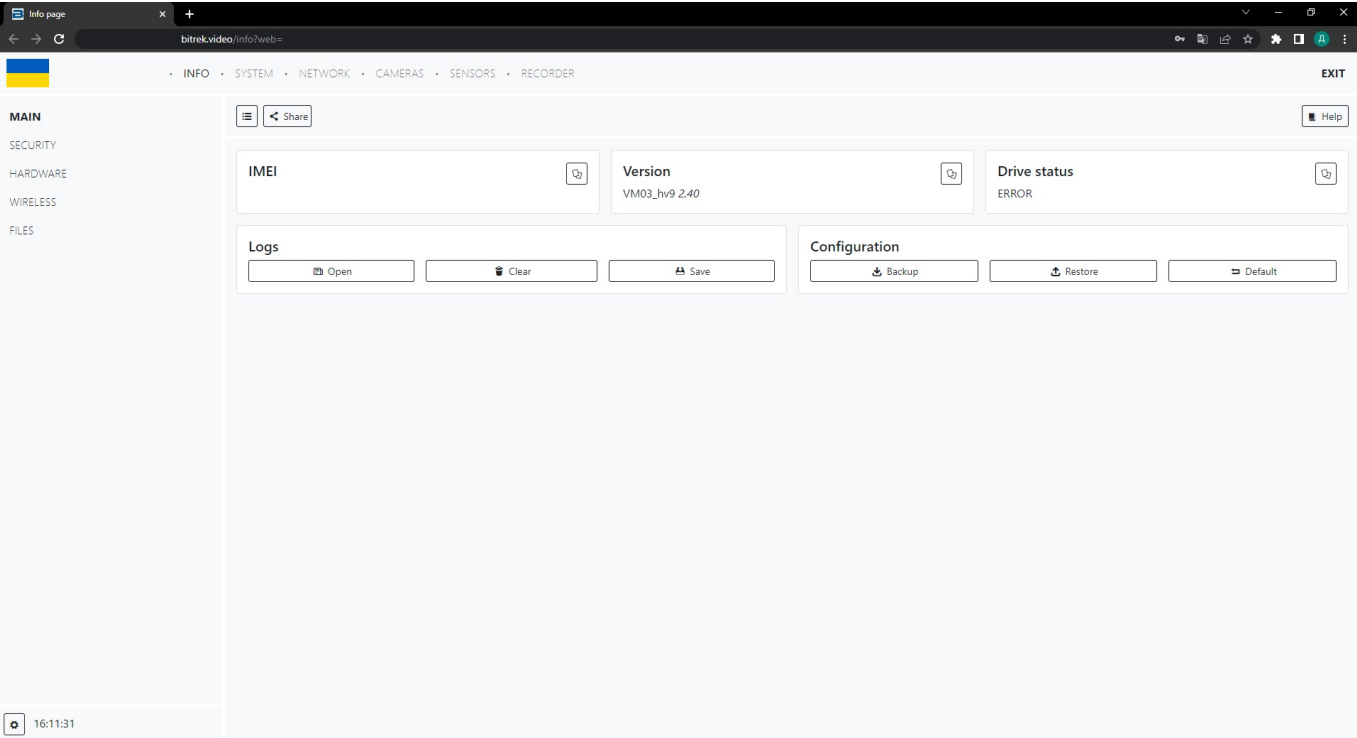 Info page
bitrek.video/info?web=
Д
· INFO · SYSTEM · NETWORK · CAMERAS · SENSORS · RECORDER
EXIT
MAIN
SECURITY
HARDWARE
WIRELESS
FILES
Share
Help
IMEI
Version
VM03_hv9 2.40
Drive status
ERROR
Logs
Open
Clear
Save
Configuration
Backup
Restore
Default
16:11:31